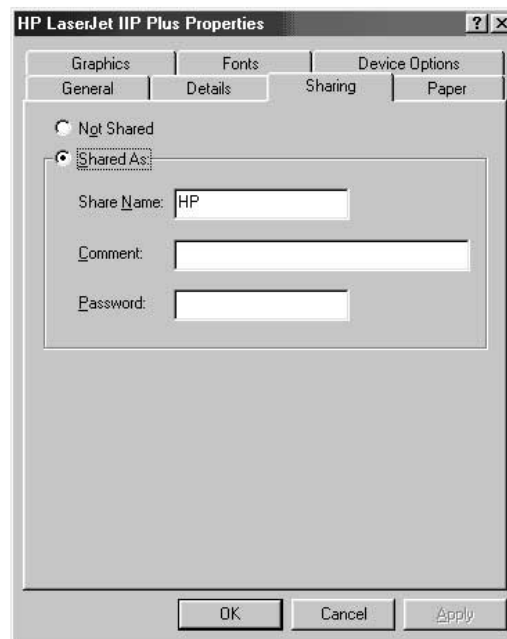 HP LaserJet IIP Plus Properties ? ×
Graphics Fonts Device Options
General Details Sharing Paper
Not Shared
Shared As:
Share Name: HP
Comment:
Password:
OK Cancel Apply